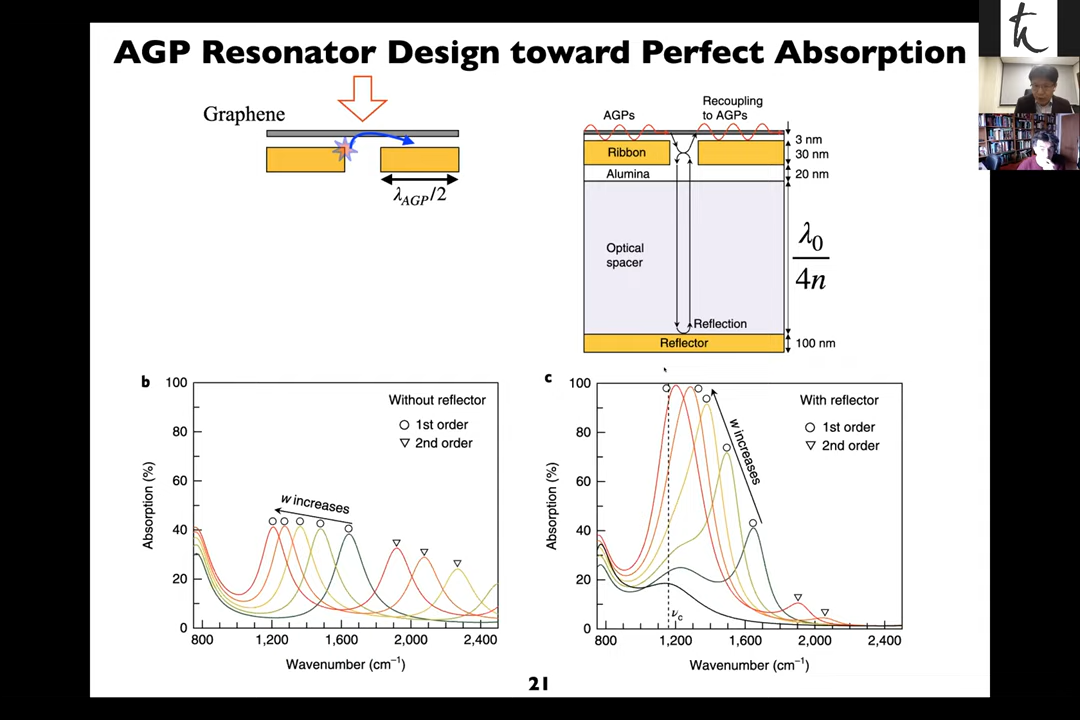 AGP Resonator Design toward Perfect Absorption
Graphene
λAGP/2
AGPs
Recoupling
to AGPs
3 nm
Ribbon
30 nm
Alumina
20 nm
Optical
spacer
λ0
4n
Reflection
Reflector
100 nm
b
100
80
60
40
20
0
Absorption (%)
Without reflector
1st order
2nd order
w increases
800
1,200
1,600
2,000
2,400
Wavenumber (cm−1)
c
100
80
60
40
20
0
Absorption (%)
With reflector
1st order
2nd order
w increases
νc
800
1,200
1,600
2,000
2,400
Wavenumber (cm−1)
21